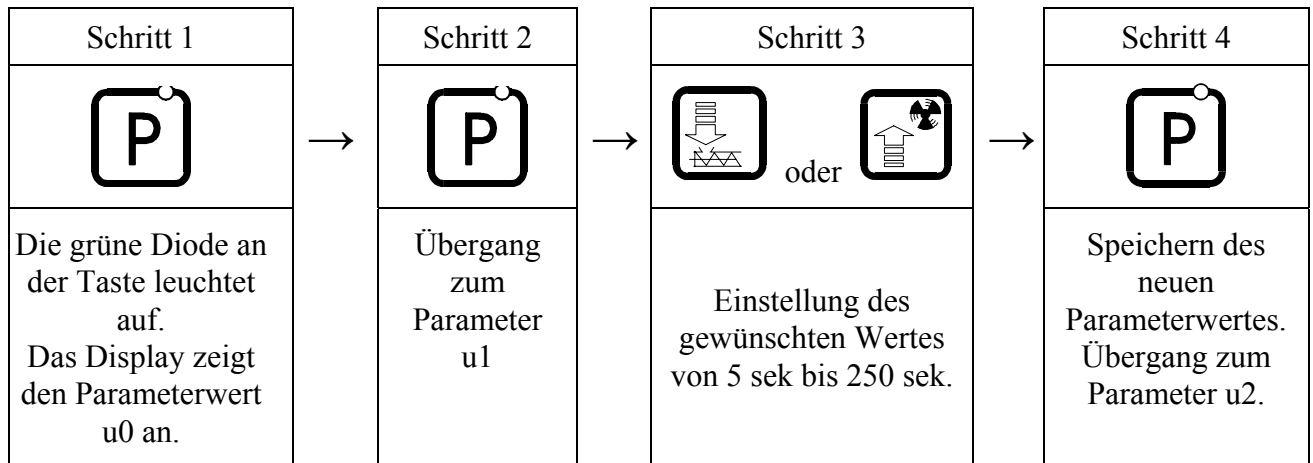 Schritt 1
P
Die grüne Diode an
der Taste leuchtet
auf.
Das Display zeigt
den Parameterwert
u0 an.
→
Schritt 2
P
Übergang
zum
Parameter
u1
→
Schritt 3
oder
Einstellung des
gewünschten Wertes
von 5 sek bis 250 sek.
→
Schritt 4
P
Speichern des
neuen
Parameterwertes.
Übergang zum
Parameter u2.